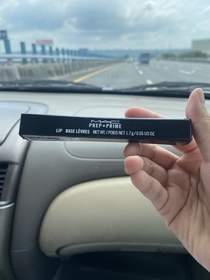 MAC
PREP+PRIME
LIP BASE LÈVRES NET WT./POIDS NET 1.7 g/0.05 US OZ